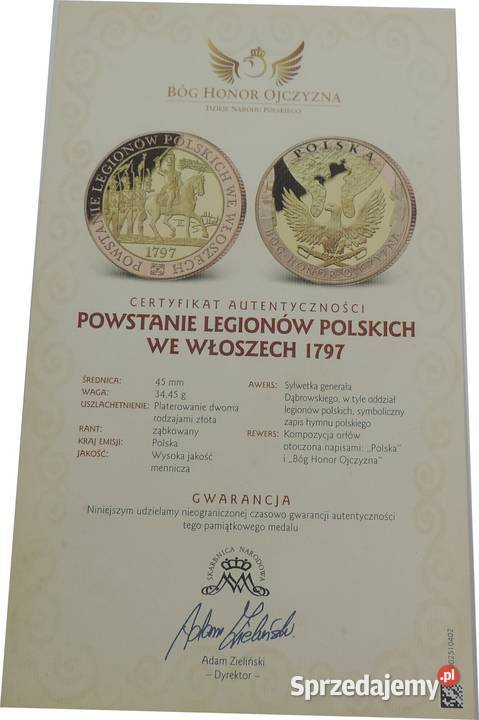 BÓG HONOR OJCZYZNA
DZIEJE NARODU POLSKIEGO
POWSTANIE LEGIONÓW POLSKICH WE WŁOSZECH
1797
POLSKA
BÓG HONOR OJCZYZNA
CERTYFIKAT AUTENTYCZNOŚCI
POWSTANIE LEGIONÓW POLSKICH
WE WŁOSZECH 1797
ŚREDNICA: 45 mm
WAGA: 34,45 g
USZLACHETNIENIE: Platerowanie dwoma
rodzajami złota
RANT: ząbkowany
KRAJ EMISJI: Polska
JAKOŚĆ: Wysoka jakość
mennicza
AWERS: Sylwetka generała
Dąbrowskiego, w tyle oddział
legionów polskich, symboliczny
zapis hymnu polskiego
REWERS: Kompozycja orłów
otoczona napisami: „Polska"
i „Bóg Honor Ojczyzna"
GWARANCJA
Niniejszym udzielamy nieograniczonej czasowo gwarancji autentyczności
tego pamiątkowego medalu
SKARBNICA NARODOWA
Adam Zieliński
Adam Zieliński
– Dyrektor –
02510402
Sprzedajemy.pl